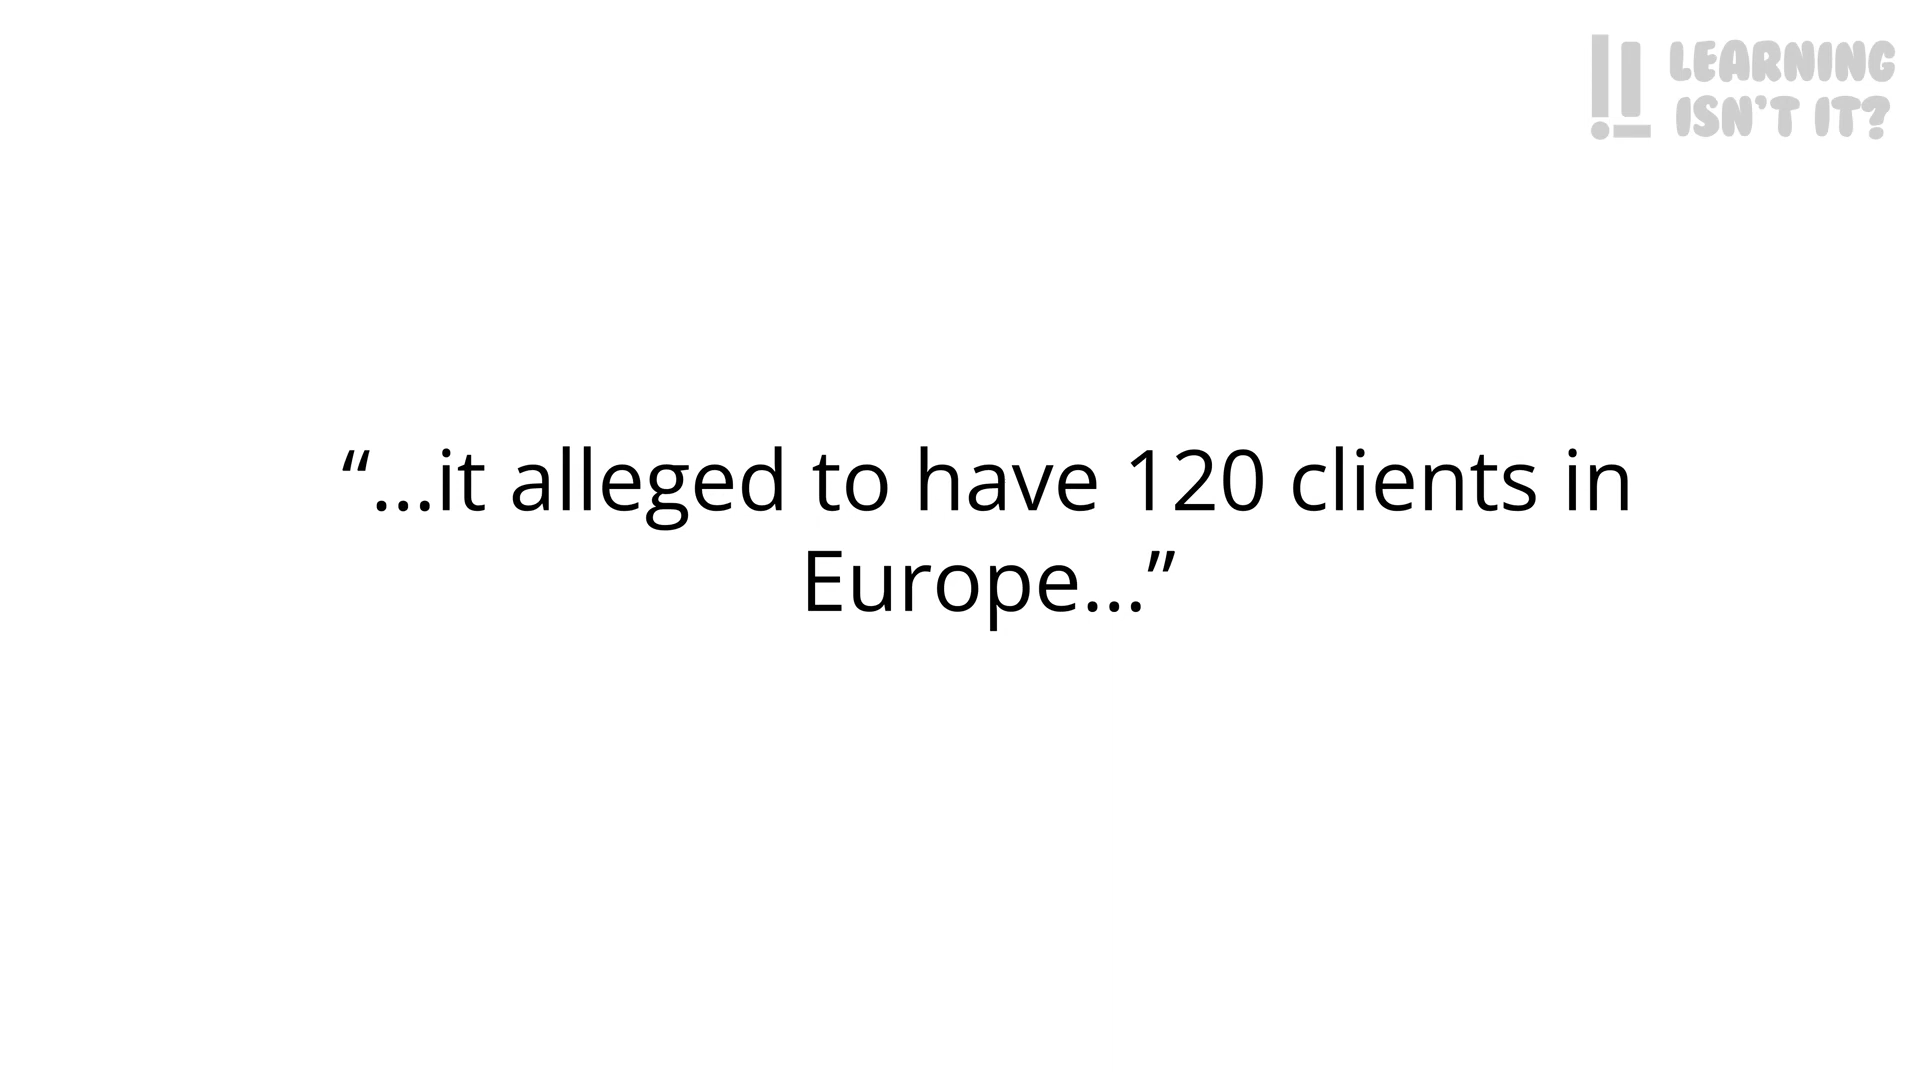 LEARNING
ISN'T IT?
“...it alleged to have 120 clients in
Europe...”